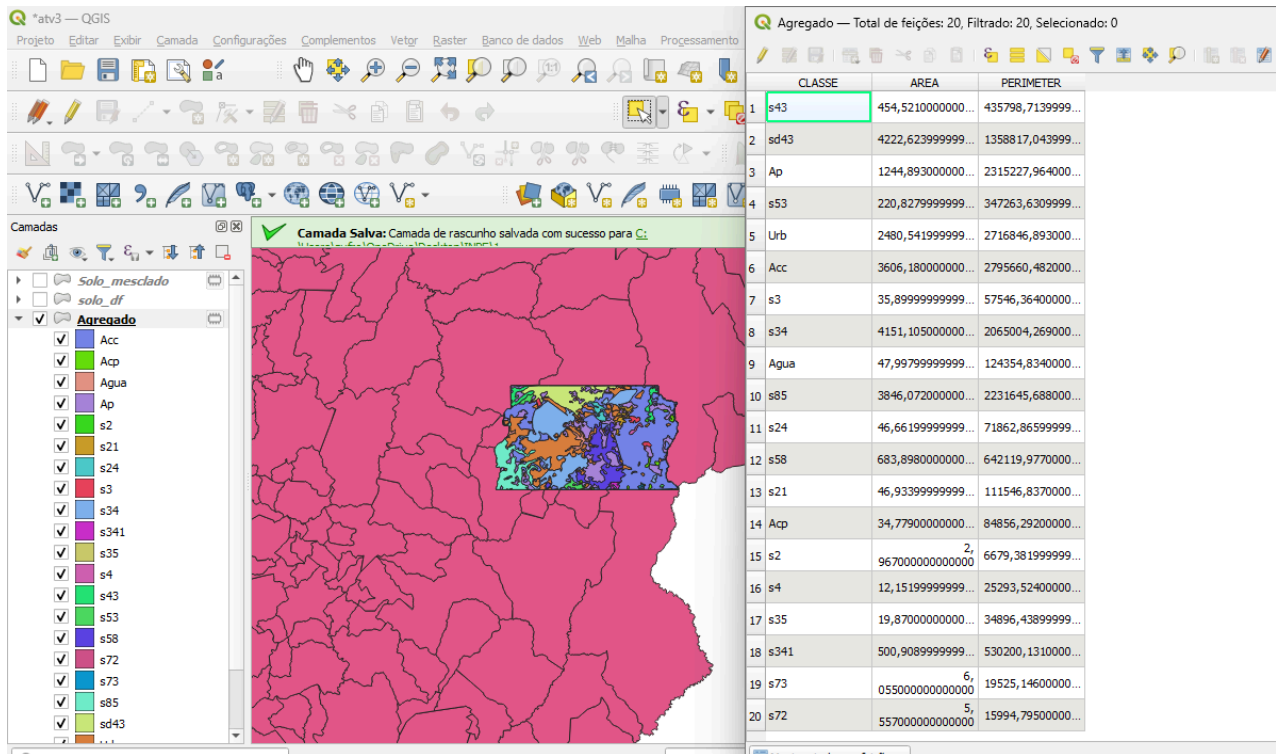 *atv3 — QGIS
Projeto Editar Exibir Camada Configurações Complementos Vetor Raster Banco de dados Web Malha Processamento
Camadas
Solo_mesclado
solo_df
Agregado
Acc
Acp
Agua
Ap
s2
s21
s24
s3
s34
s341
s35
s4
s43
s53
s58
s72
s73
s85
sd43
Camada Salva: Camada de rascunho salvada com sucesso para C:
Agregado — Total de feições: 20, Filtrado: 20, Selecionado: 0
CLASSE AREA PERIMETER
1 s43 454,5210000000... 435798,7139999...
2 sd43 4222,623999999... 1358817,043999...
3 Ap 1244,893000000... 2315227,964000...
4 s53 220,8279999999... 347263,6309999...
5 Urb 2480,541999999... 2716846,893000...
6 Acc 3606,180000000... 2795660,482000...
7 s3 35,89999999999... 57546,36400000...
8 s34 4151,105000000... 2065004,269000...
9 Agua 47,99799999999... 124354,8340000...
10 s85 3846,072000000... 2231645,688000...
11 s24 46,66199999999... 71862,86599999...
12 s58 683,8980000000... 642119,9770000...
13 s21 46,93399999999... 111546,8370000...
14 Acp 34,77900000000... 84856,29200000...
15 s2 2,
967000000000000 6679,381999999...
16 s4 12,15199999999... 25293,52400000...
17 s35 19,87000000000... 34896,43899999...
18 s341 500,9089999999... 530200,1310000...
19 s73 6,
055000000000000 19525,14600000...
20 s72 5,
557000000000000 15994,79500000...